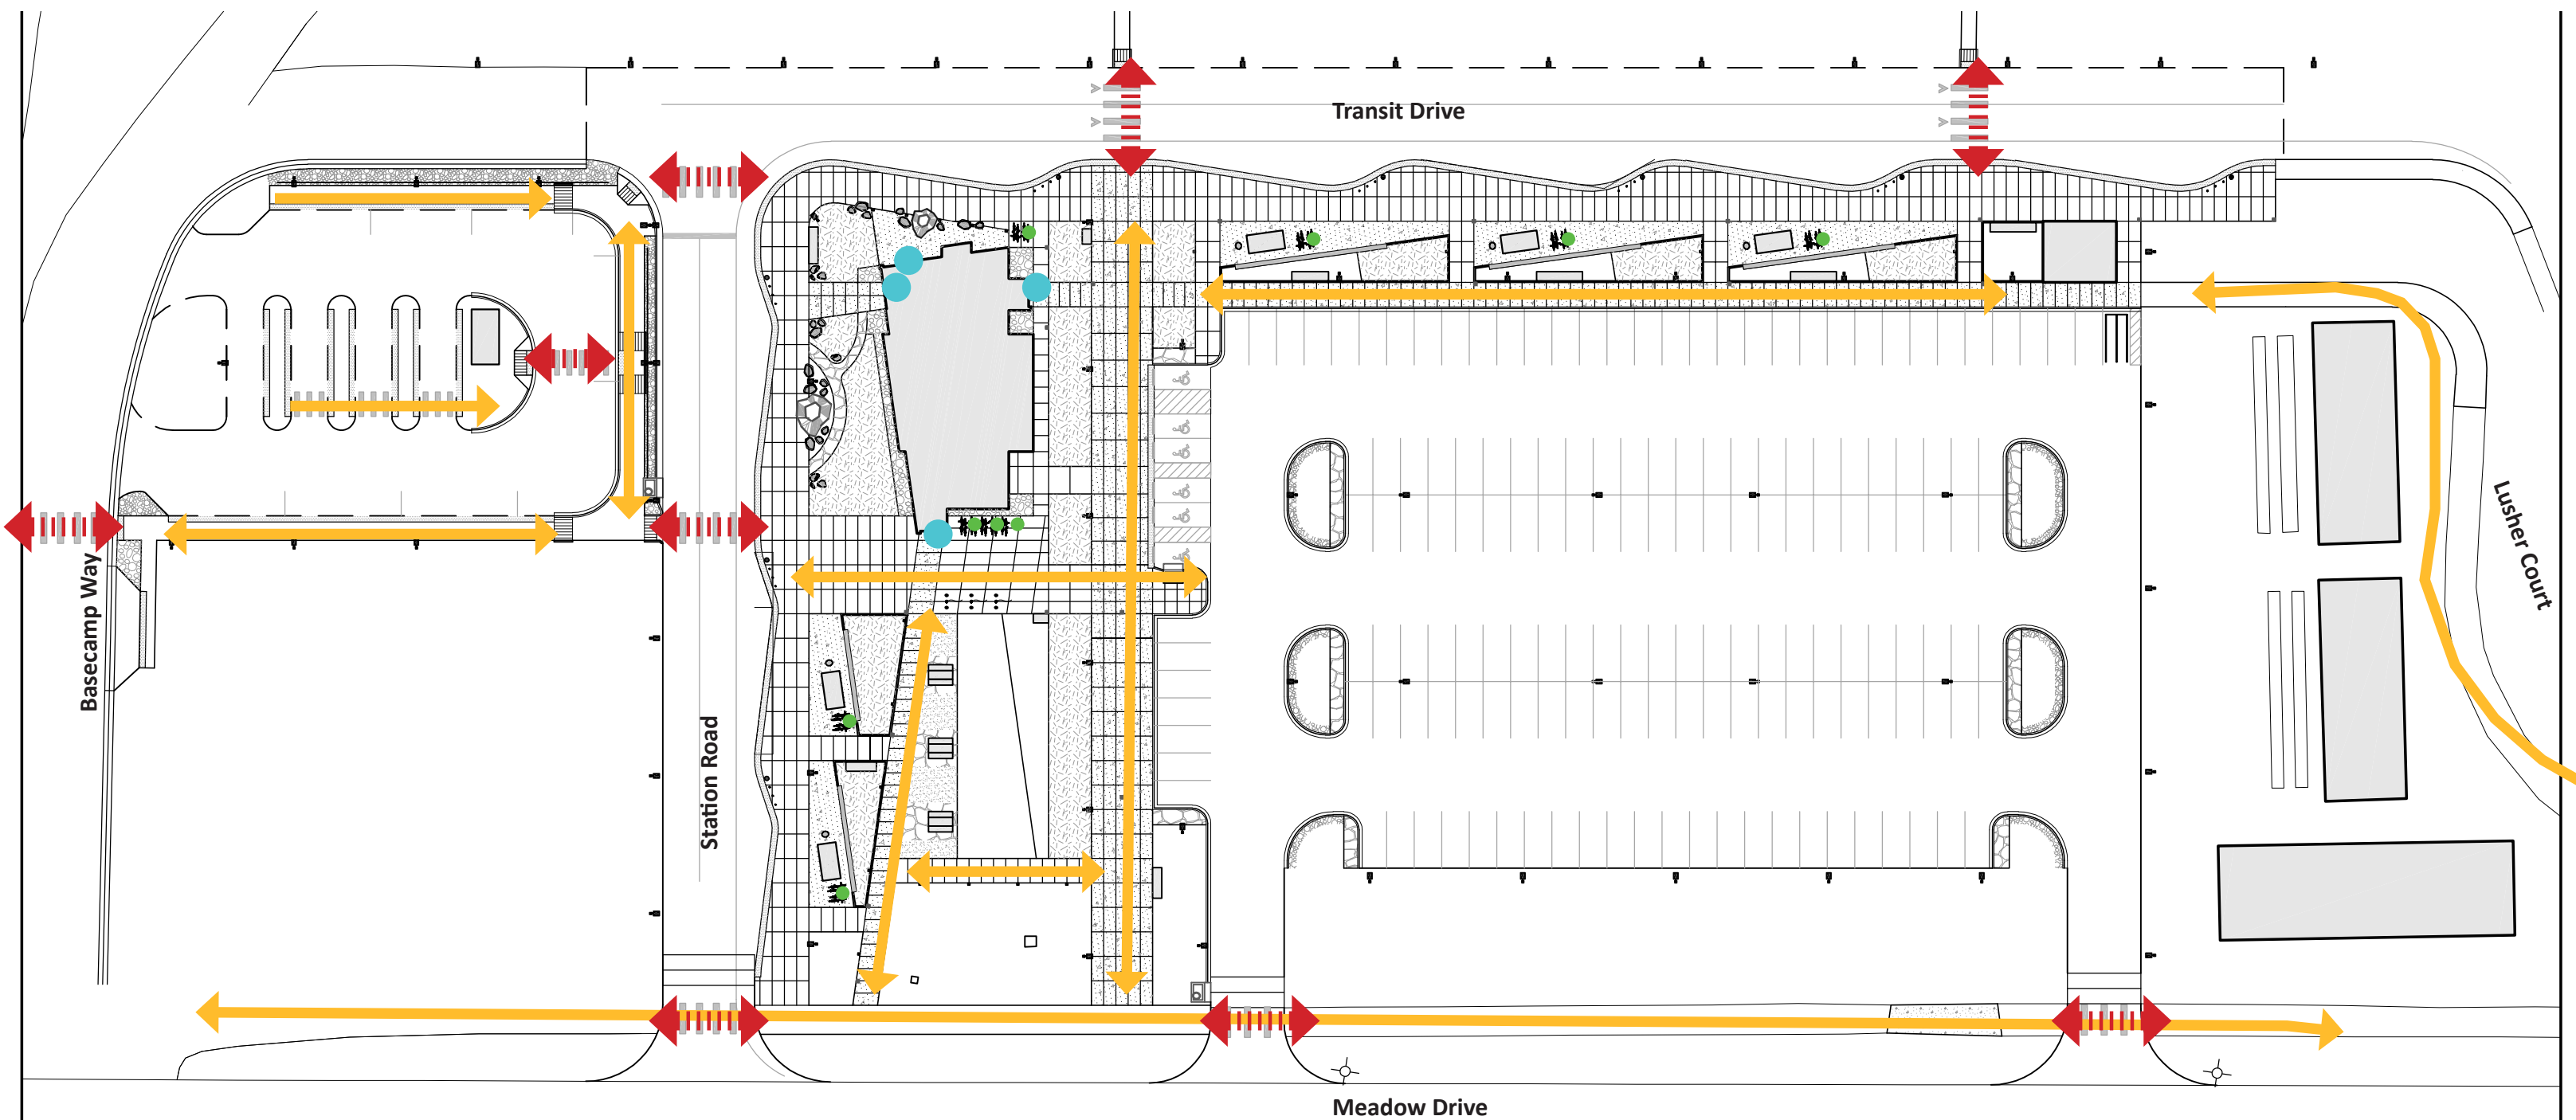 Transit Drive
Basecamp Way
Station Road
Lusher Court
Meadow Drive